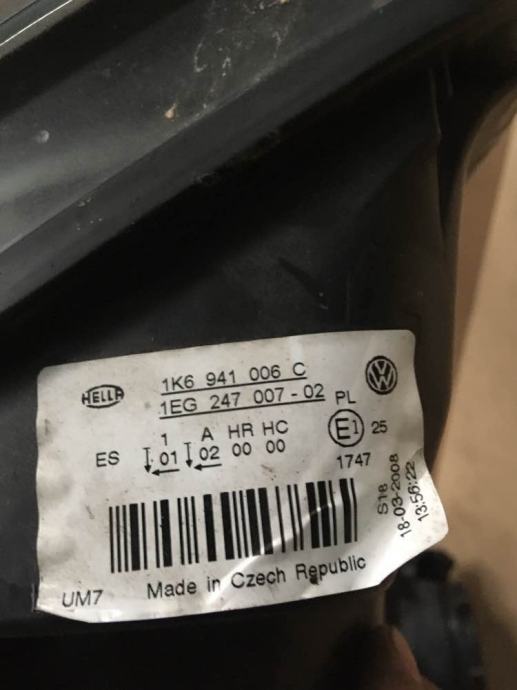 HELLA
1K6 941 006 C
1EG 247 007 - 02
PL
1 A HR HC
ES 01 02 00 00
E1 25
1747
S18
18-03-2008
13:56:22
UM7
Made in Czech Republic